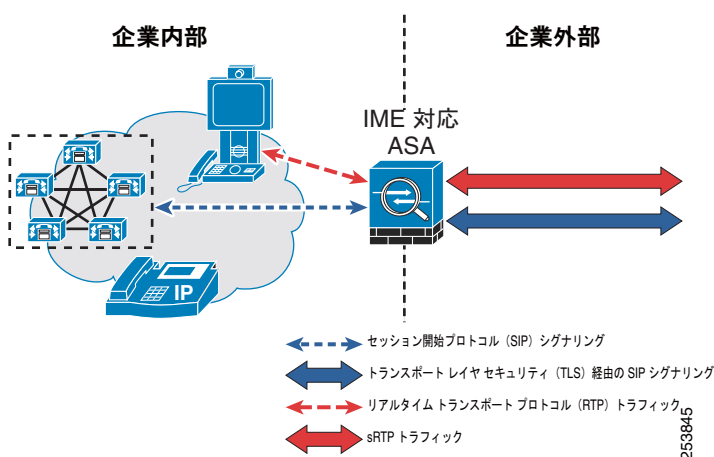 企業内部
企業外部
IME 対応
ASA
IP
セッション開始プロトコル（SIP）シグナリング
トランスポート レイヤ セキュリティ（TLS）経由の SIP シグナリング
リアルタイム トランスポート プロトコル（RTP）トラフィック
sRTP トラフィック
253845